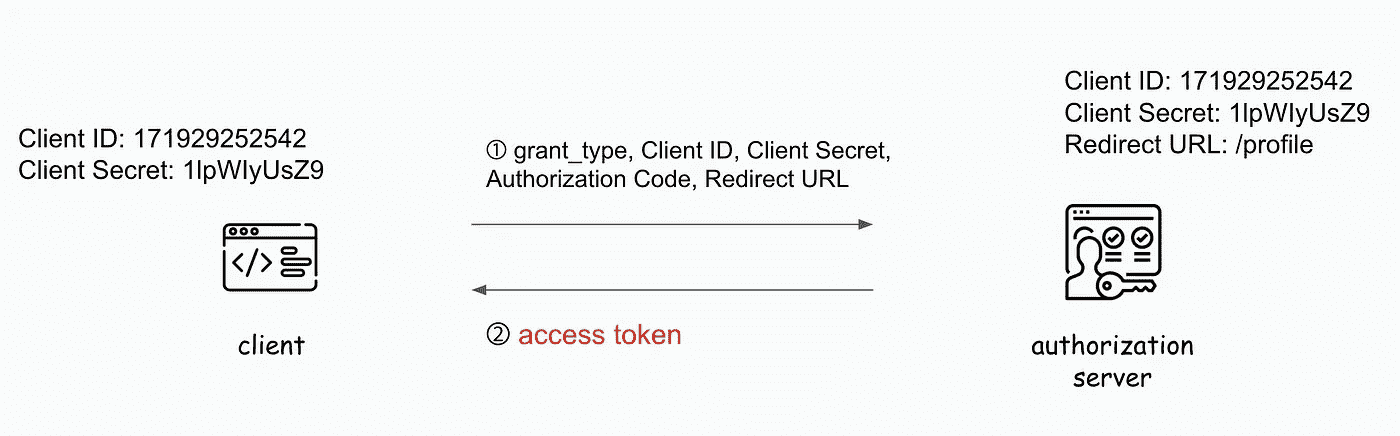 Client ID: 171929252542
Client Secret: 1lpWIyUsZ9
Redirect URL: /profile
Client ID: 171929252542
Client Secret: 1lpWIyUsZ9
① grant_type, Client ID, Client Secret,
Authorization Code, Redirect URL
</>
② access token
client
authorization
server